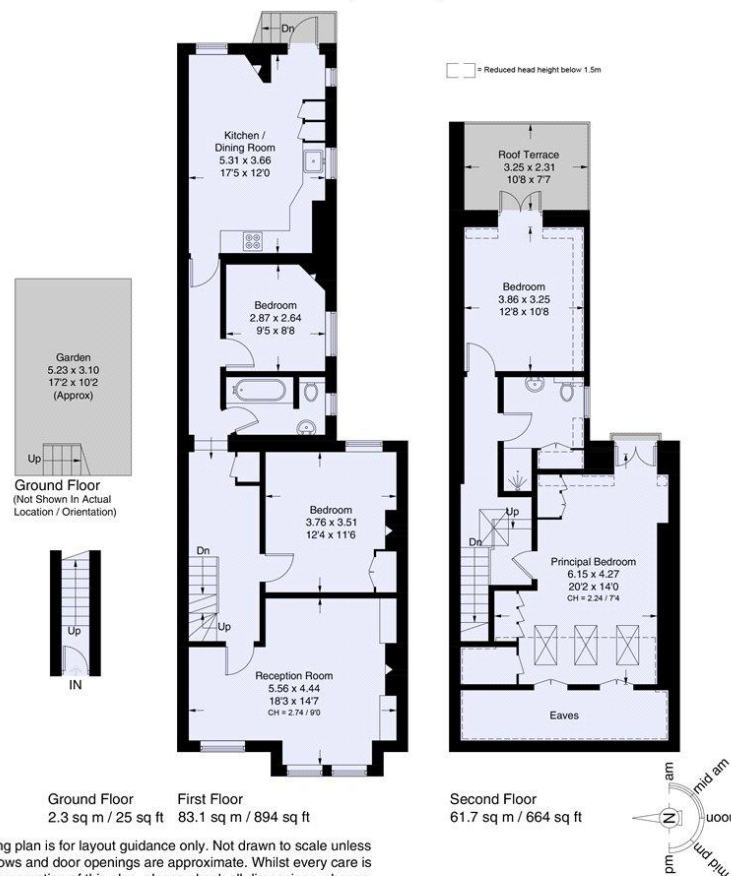 Dn
= Reduced head height below 1.5m
Kitchen /
Dining Room
5.31 x 3.66
17'5 x 12'0
Roof Terrace
3.25 x 2.31
10'8 x 7'7
Bedroom
2.87 x 2.64
9'5 x 8'8
Bedroom
3.86 x 3.25
12'8 x 10'8
Garden
5.23 x 3.10
17'2 x 10'2
(Approx)
Up
Ground Floor
(Not Shown In Actual
Location / Orientation)
Bedroom
3.76 x 3.51
12'4 x 11'6
Dn
Up
Up
Dn
Principal Bedroom
6.15 x 4.27
20'2 x 14'0
CH = 2.24 / 7'4
Up
IN
Reception Room
5.56 x 4.44
18'3 x 14'7
CH = 2.74 / 9'0
Eaves
Ground Floor
2.3 sq m / 25 sq ft
First Floor
83.1 sq m / 894 sq ft
Second Floor
61.7 sq m / 664 sq ft
am
mid am
N
noon
mid pm
pm
ng plan is for layout guidance only. Not drawn to scale unless
ows and door openings are approximate. Whilst every care is